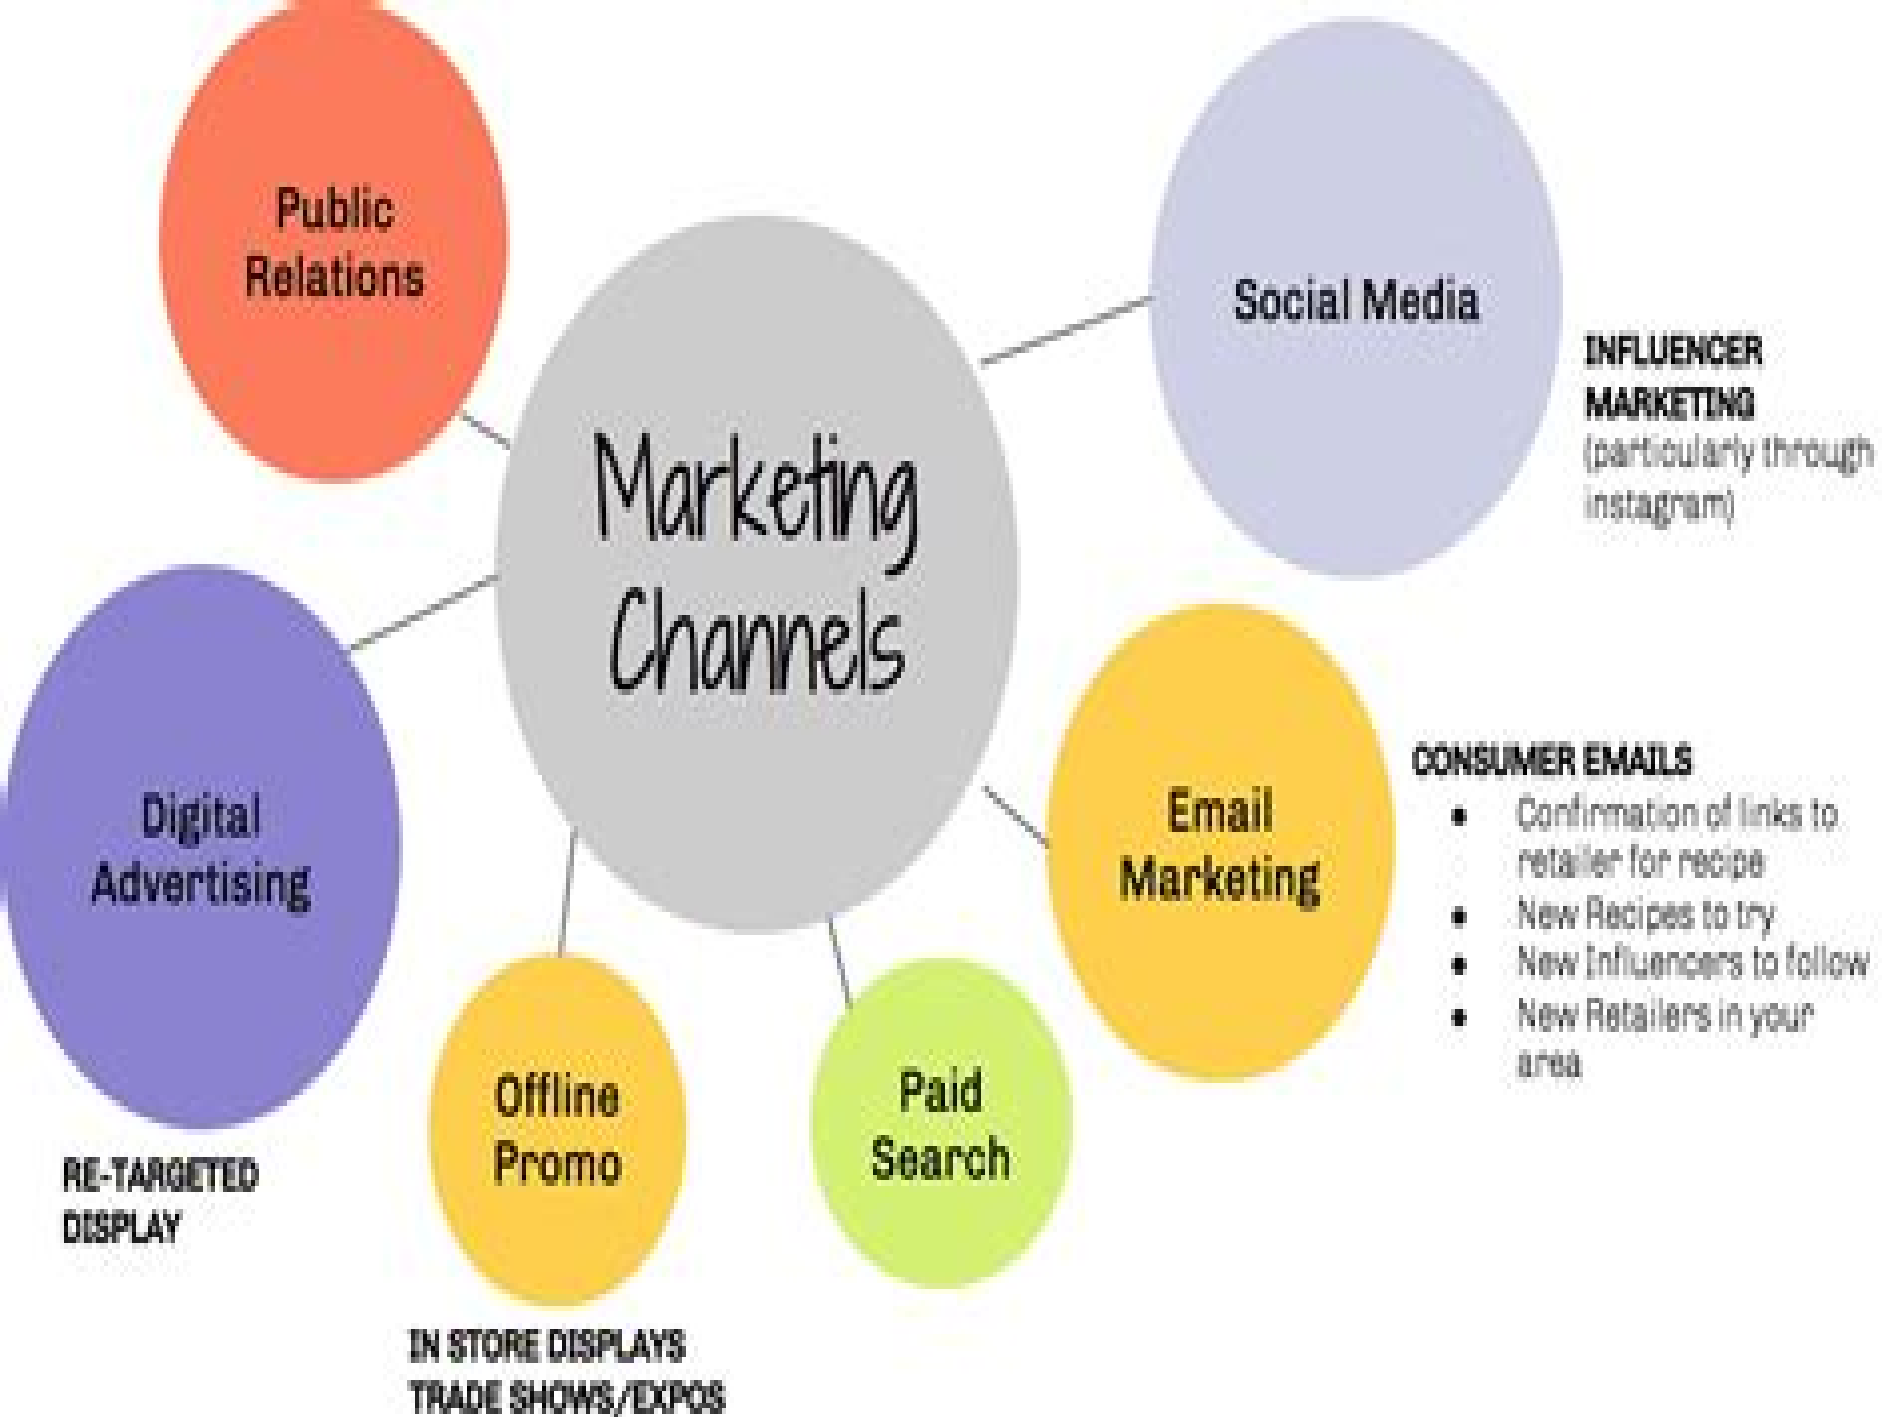 Public
Relations
Social Media
INFLUENCER
MARKETING
(particularly through
instagram)
Marketing
Channels
Digital
Advertising
RE-TARGETED
DISPLAY
Email
Marketing
CONSUMER EMAILS
● Confirmation of links to
retailer for recipe
● New Recipes to try
● New Influencers to follow
● New Retailers in your
area
Offline
Promo
IN STORE DISPLAYS
TRADE SHOWS/EXPOS
Paid
Search